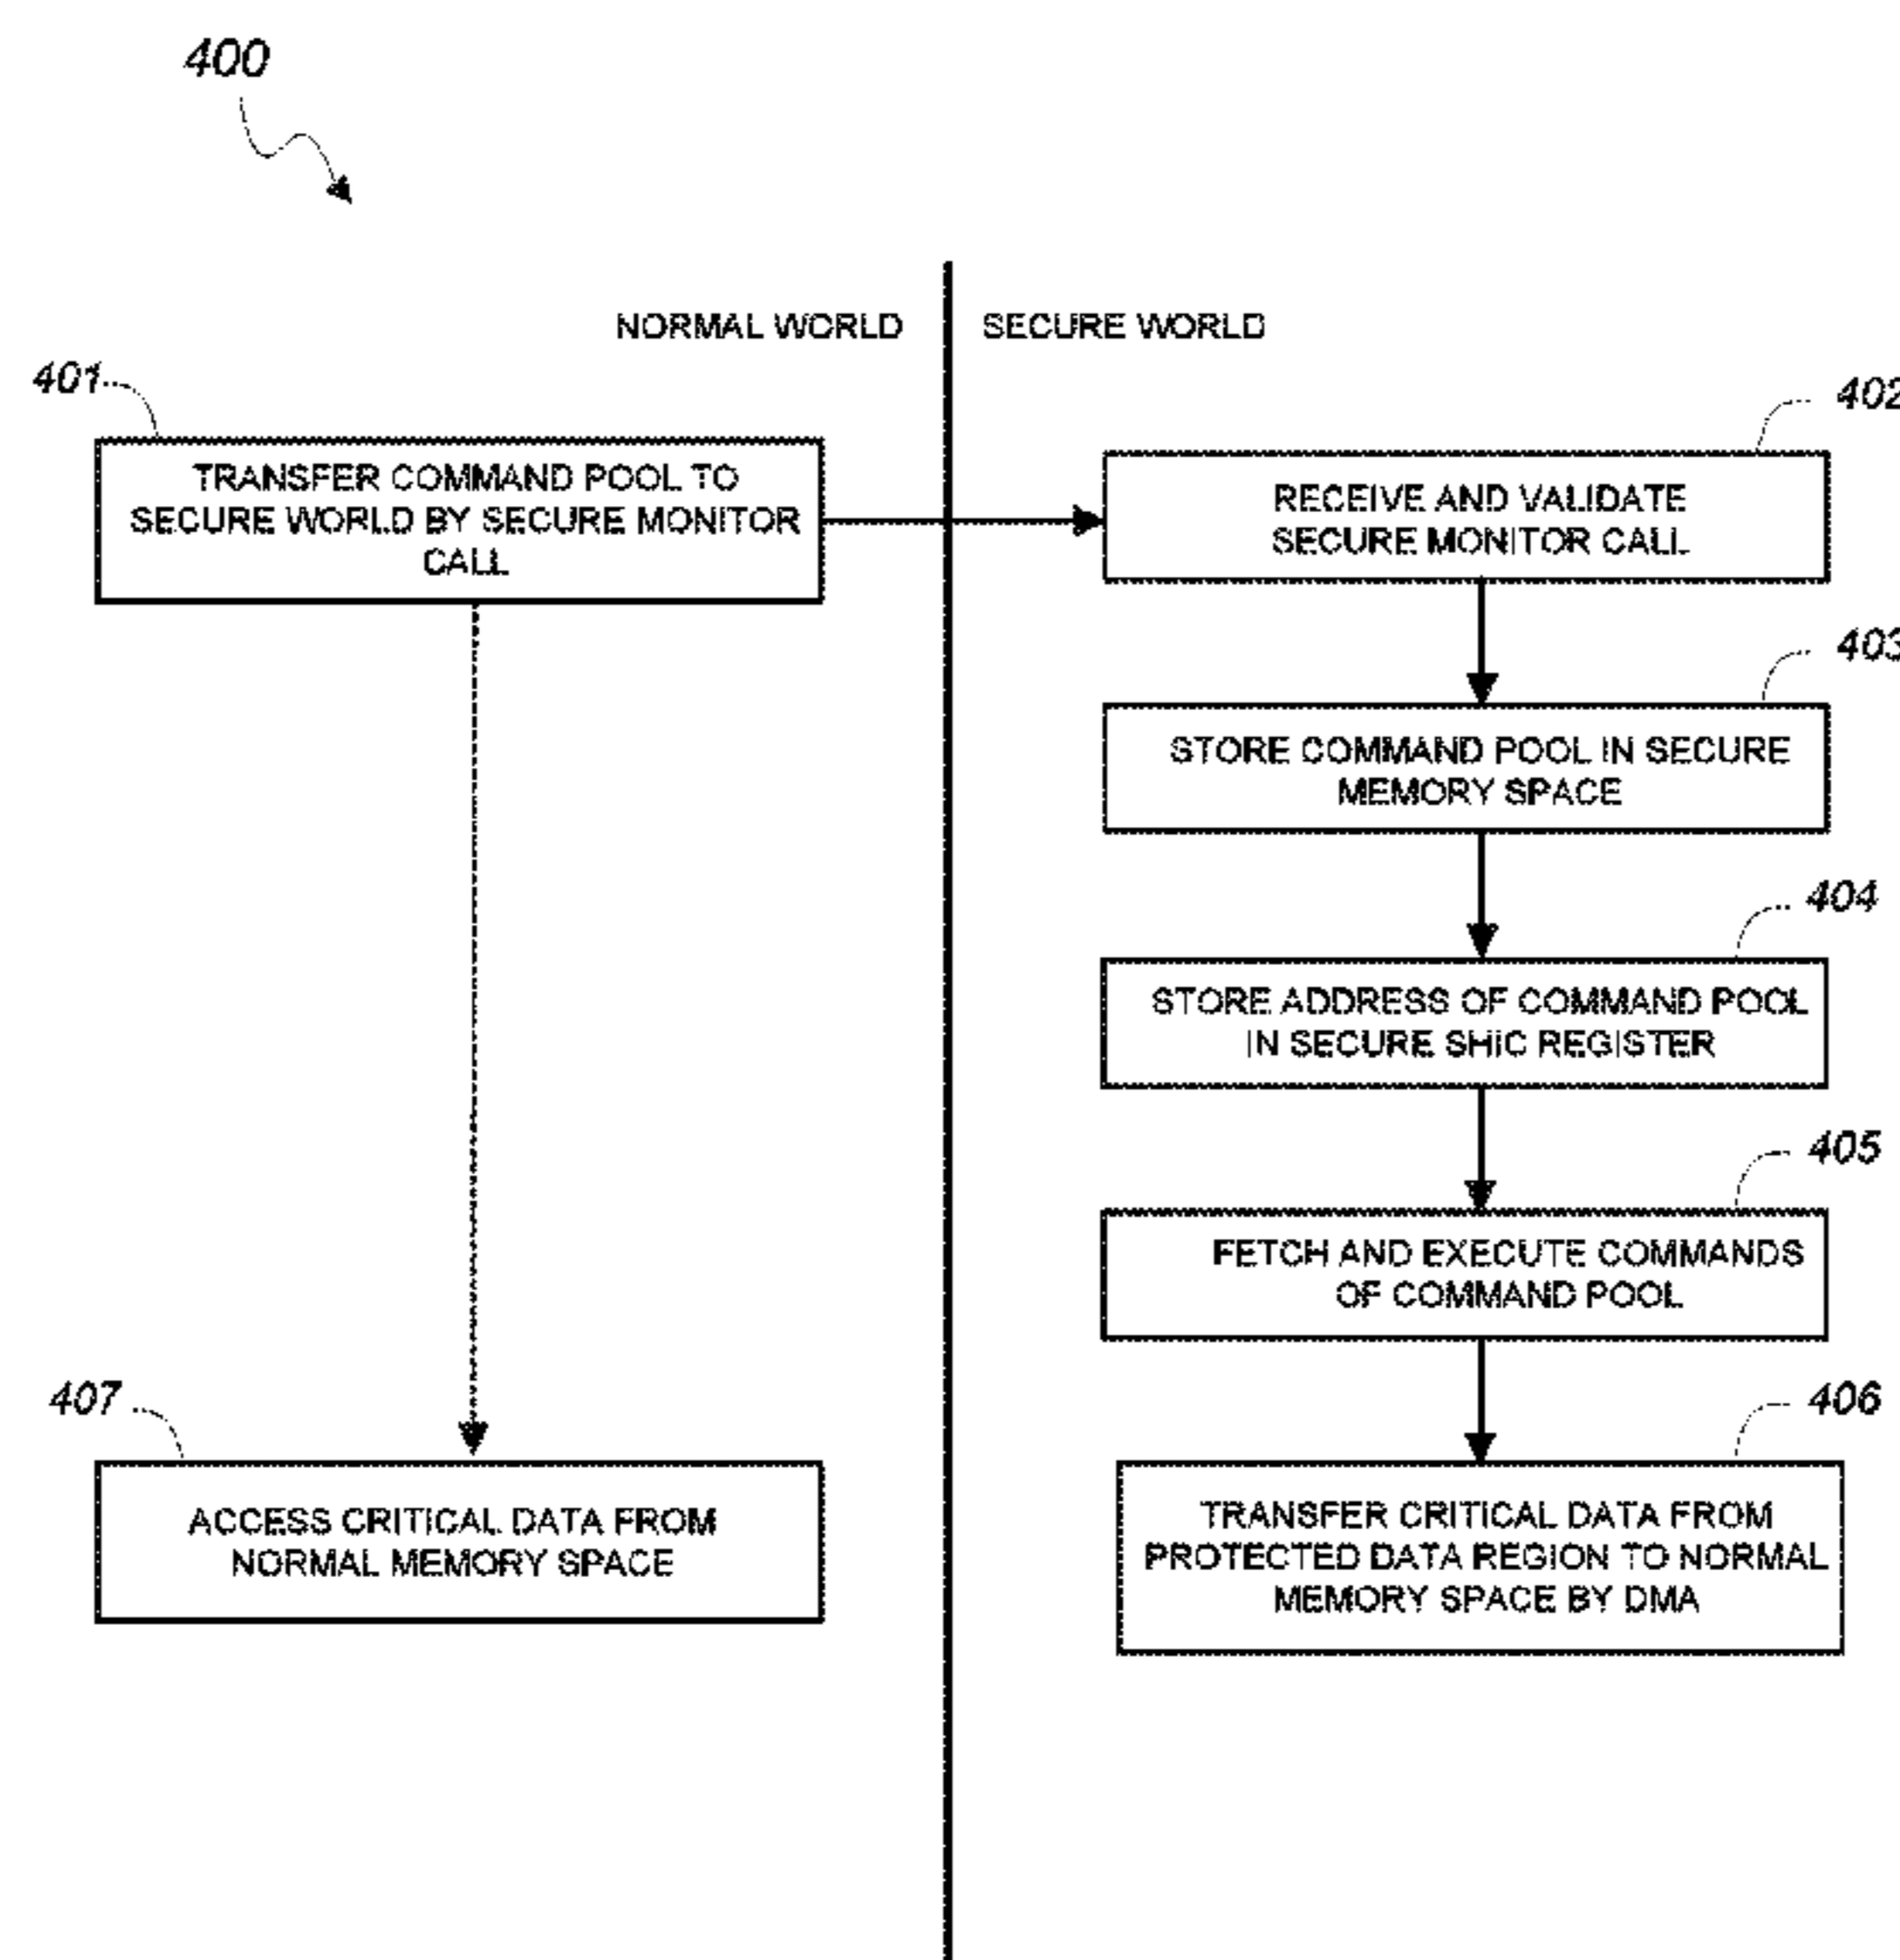 400
NORMAL WORLD
SECURE WORLD
401
TRANSFER COMMAND POOL TO
SECURE WORLD BY SECURE MONITOR
CALL
402
RECEIVE AND VALIDATE
SECURE MONITOR CALL
403
STORE COMMAND POOL IN SECURE
MEMORY SPACE
404
STORE ADDRESS OF COMMAND POOL
IN SECURE SHIC REGISTER
405
FETCH AND EXECUTE COMMANDS
OF COMMAND POOL
406
TRANSFER CRITICAL DATA FROM
PROTECTED DATA REGION TO NORMAL
MEMORY SPACE BY DMA
407
ACCESS CRITICAL DATA FROM
NORMAL MEMORY SPACE